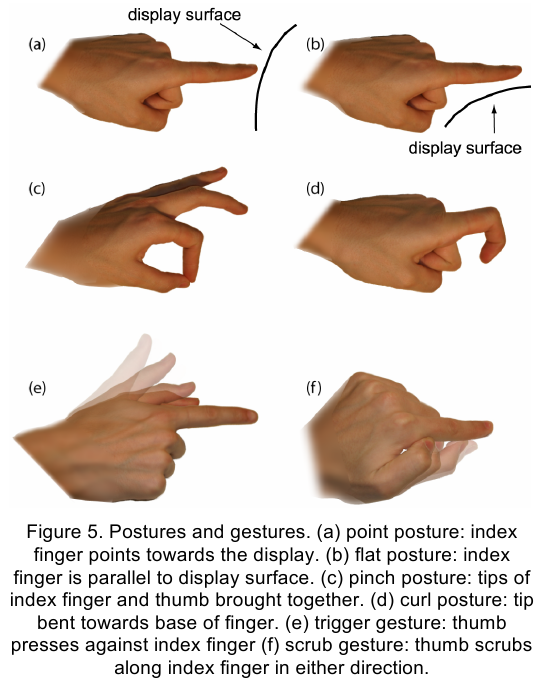 display surface
(a)
(b)
display surface
(c)
(d)
(e)
(f)
Figure 5. Postures and gestures. (a) point posture: index
finger points towards the display. (b) flat posture: index
finger is parallel to display surface. (c) pinch posture: tips of
index finger and thumb brought together. (d) curl posture: tip
bent towards base of finger. (e) trigger gesture: thumb
presses against index finger (f) scrub gesture: thumb scrubs
along index finger in either direction.